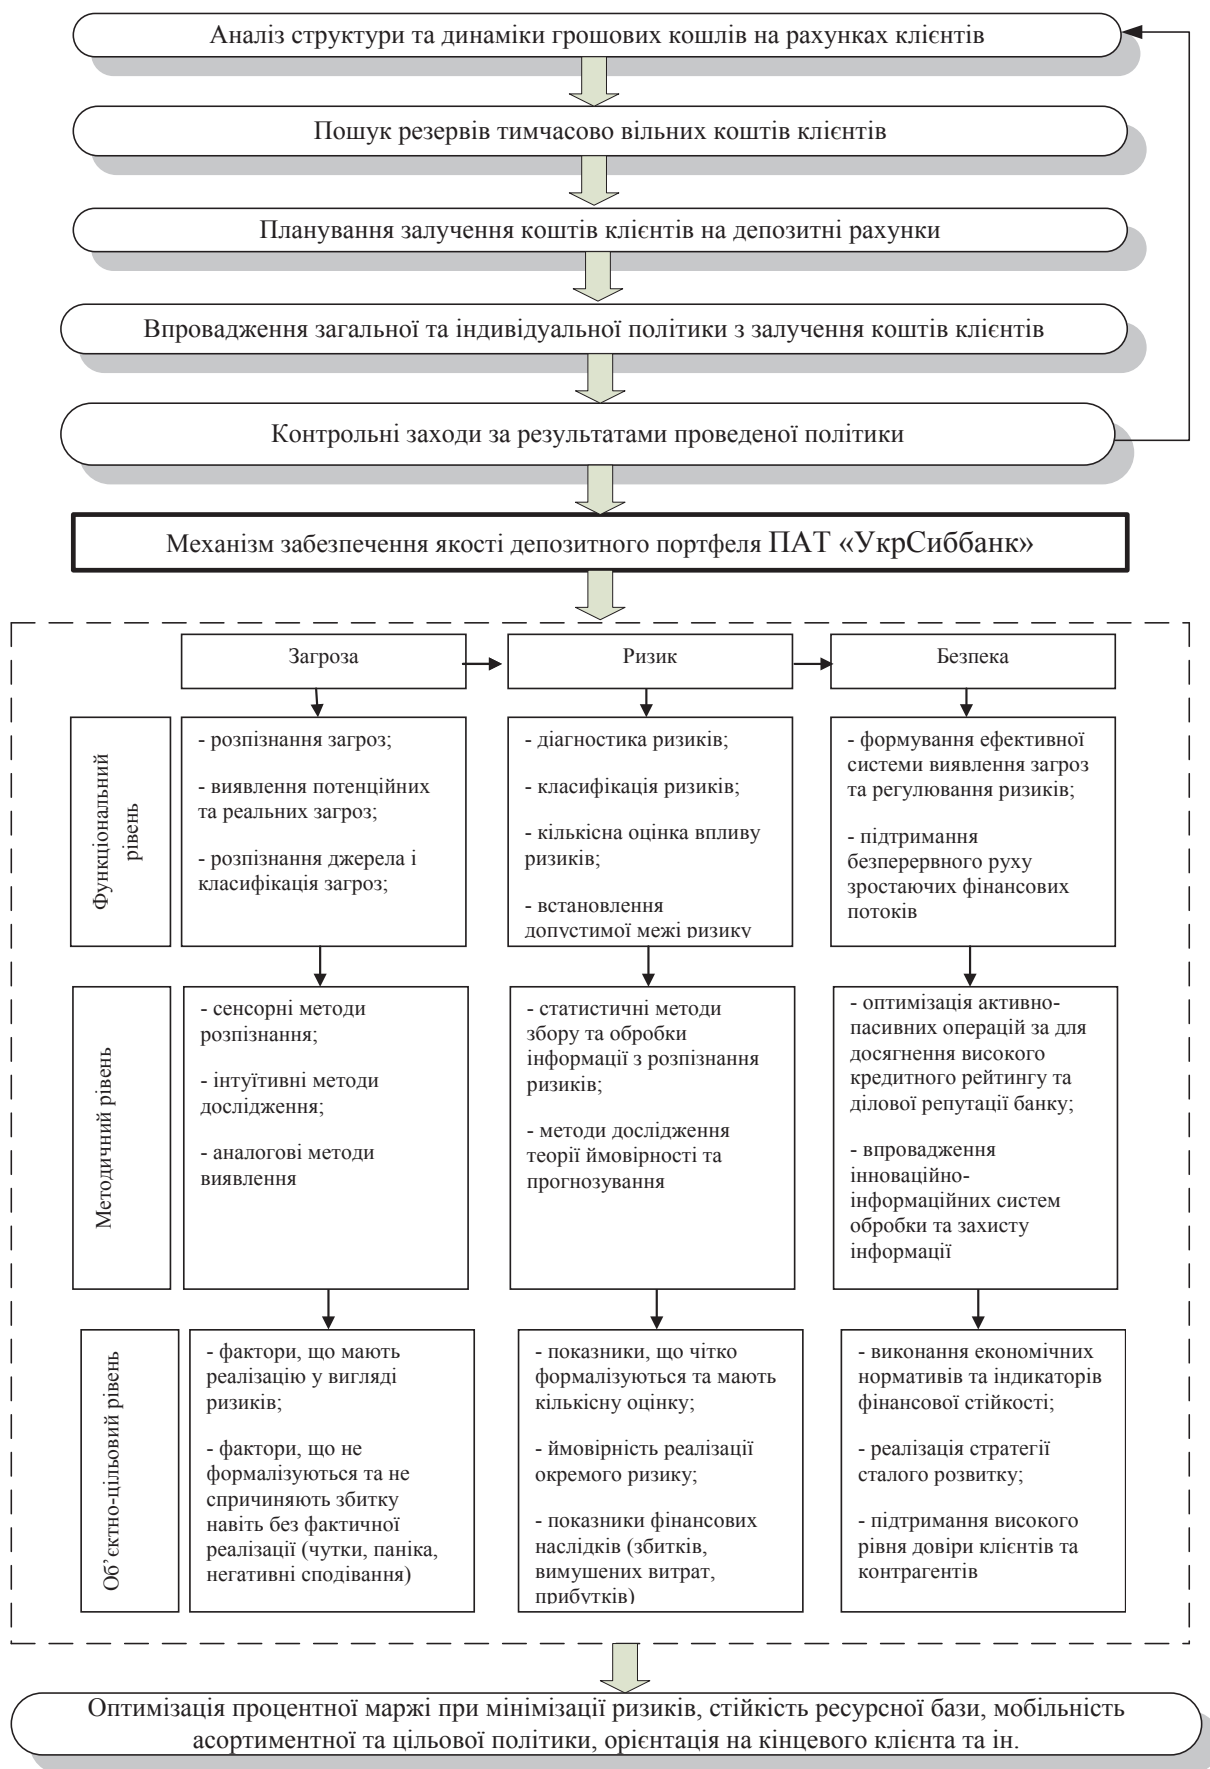 Аналіз структури та динаміки грошових кошлів на рахунках клієнтів
Пошук резервів тимчасово вільних коштів клієнтів
Планування залучення коштів клієнтів на депозитні рахунки
Впровадження загальної та індивідуальної політики з залучення коштів клієнтів
Контрольні заходи за результатами проведеної політики
Механізм забезпечення якості депозитного портфеля ПАТ «УкрСиббанк»
Загроза
Ризик
Безпека
Функціональний
рівень
- розпізнання загроз;
- виявлення потенційних
та реальних загроз;
- розпізнання джерела і
класифікація загроз;
- діагностика ризиків;
- класифікація ризиків;
- кількісна оцінка впливу
ризиків;
- встановлення
допустимої межі ризику
- формування ефективної
системи виявлення загроз
та регулювання ризиків;
- підтримання
безперервного руху
зростаючих фінансових
потоків
Методичний рівень
- сенсорні методи
розпізнання;
- інтуїтивні методи
дослідження;
- аналогові методи
виявлення
- статистичні методи
збору та обробки
інформації з розпізнання
ризиків;
- методи дослідження
теорії ймовірності та
прогнозування
- оптимізація активно-
пасивних операцій за для
досягнення високого
кредитного рейтингу та
ділової репутації банку;
- впровадження
інноваційно-
інформаційних систем
обробки та захисту
інформації
Об’єктно-цільовий рівень
- фактори, що мають
реалізацію у вигляді
ризиків;
- фактори, що не
формалізуються та не
спричиняють збитку
навіть без фактичної
реалізації (чутки, паніка,
негативні сподівання)
- показники, що чітко
формалізуються та мають
кількісну оцінку;
- ймовірність реалізації
окремого ризику;
- показники фінансових
наслідків (збитків,
вимушених витрат,
прибутків)
- виконання економічних
нормативів та індикаторів
фінансової стійкості;
- реалізація стратегії
сталого розвитку;
- підтримання високого
рівня довіри клієнтів та
контрагентів
Оптимізація процентної маржі при мінімізації ризиків, стійкість ресурсної бази, мобільність
асортиментної та цільової політики, орієнтація на кінцевого клієнта та ін.